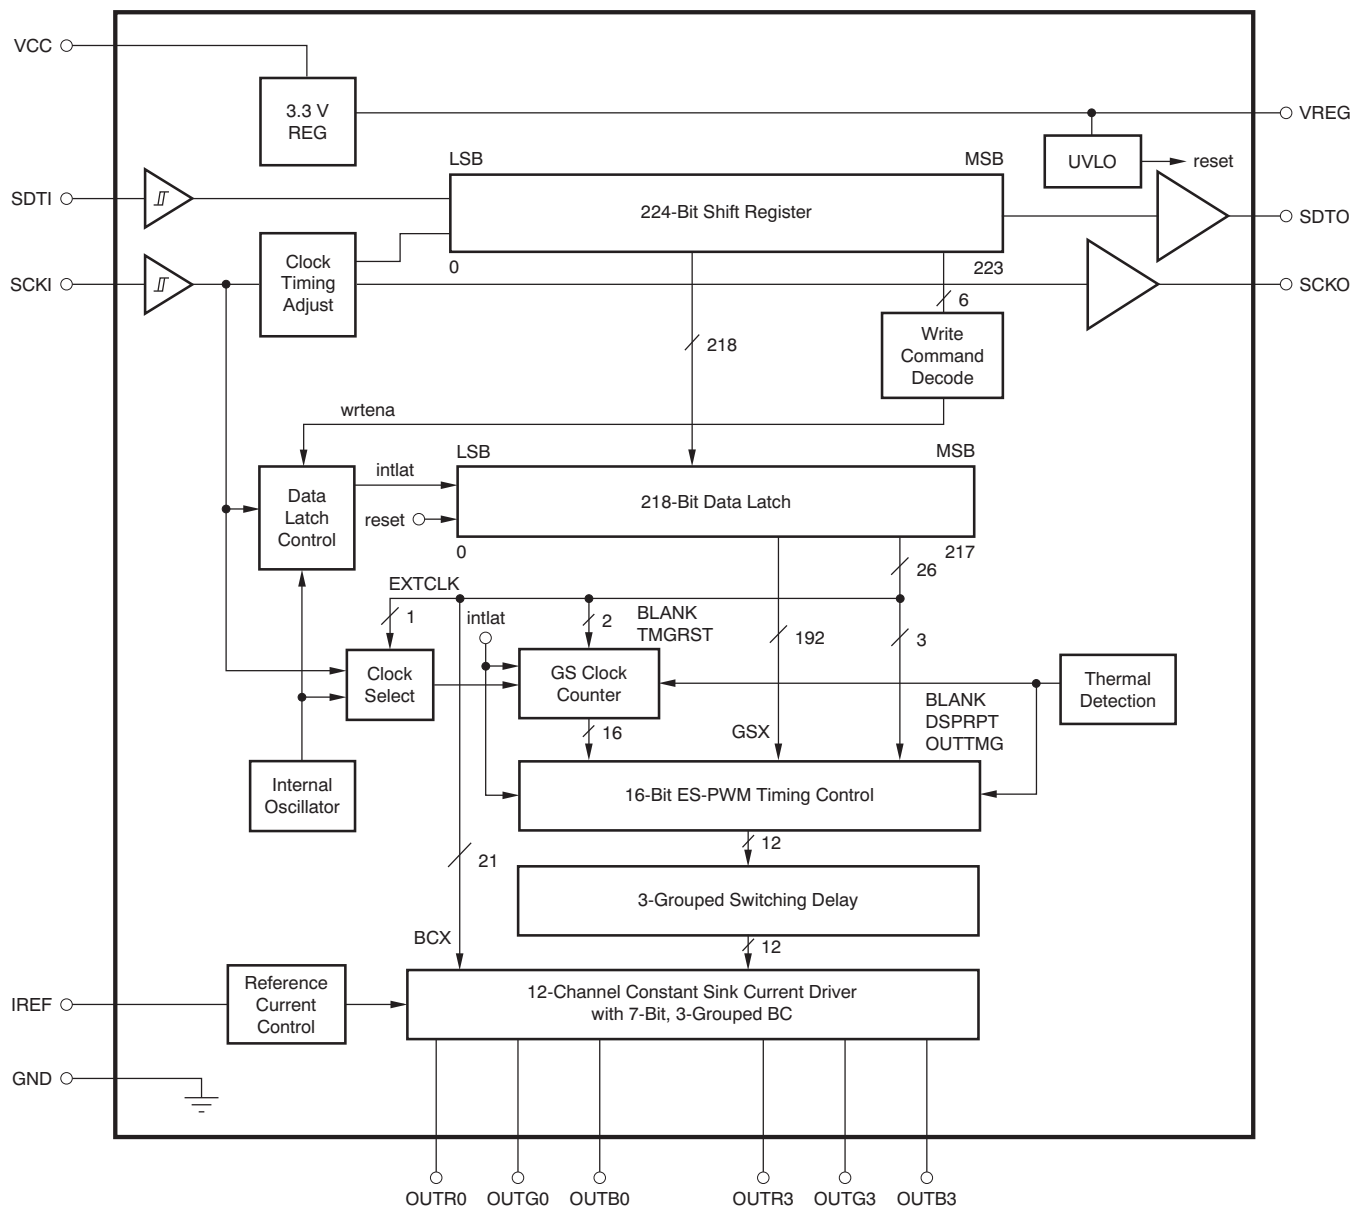 VCC
3.3 V
REG
VREG
UVLO
reset
LSB
MSB
SDTI
224-Bit Shift Register
SDTO
SCKI
Clock
Timing
Adjust
0
223
SCKO
6
218
Write
Command
Decode
wrtena
LSB
MSB
intlat
Data
Latch
Control
218-Bit Data Latch
reset
0
217
26
EXTCLK
1
intlat
2
BLANK
TMGRST
192
3
Clock
Select
GS Clock
Counter
Thermal
Detection
BLANK
DSPRPT
OUTTMG
16
GSX
Internal
Oscillator
16-Bit ES-PWM Timing Control
12
21
3-Grouped Switching Delay
BCX
12
IREF
Reference
Current
Control
12-Channel Constant Sink Current Driver
with 7-Bit, 3-Grouped BC
GND
OUTR0
OUTG0
OUTB0
OUTR3
OUTG3
OUTB3